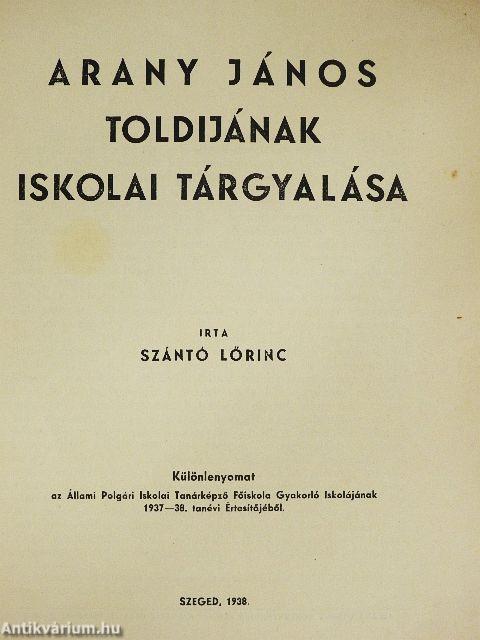 ARANY JÁNOS
TOLDIJÁNAK
ISKOLAI TÁRGYALÁSA
IRTA
SZÁNTÓ LŐRINC
Különlenyomat
az Állami Polgári Iskolai Tanárképző Főiskola Gyakorló Iskolájának
1937—38. tanévi Értesítőjéből.
SZEGED, 1938.
Antikvárium.hu